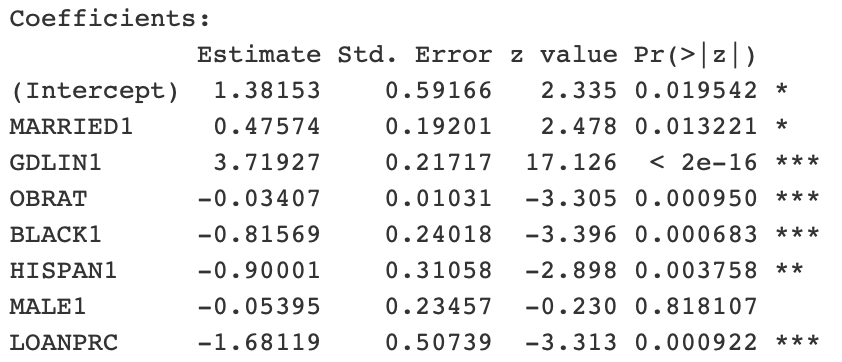 Coefficients:
Estimate Std. Error z value Pr(>|z|)
(Intercept) 1.38153 0.59166 2.335 0.019542 *
MARRIED1 0.47574 0.19201 2.478 0.013221 *
GDLIN1 3.71927 0.21717 17.126 < 2e-16 ***
OBRAT -0.03407 0.01031 -3.305 0.000950 ***
BLACK1 -0.81569 0.24018 -3.396 0.000683 ***
HISPAN1 -0.90001 0.31058 -2.898 0.003758 **
MALE1 -0.05395 0.23457 -0.230 0.818107
LOANPRC -1.68119 0.50739 -3.313 0.000922 ***